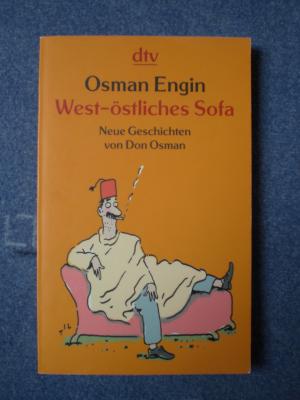 dtv
Osman Engin
West-östliches Sofa
Neue Geschichten
von Don Osman